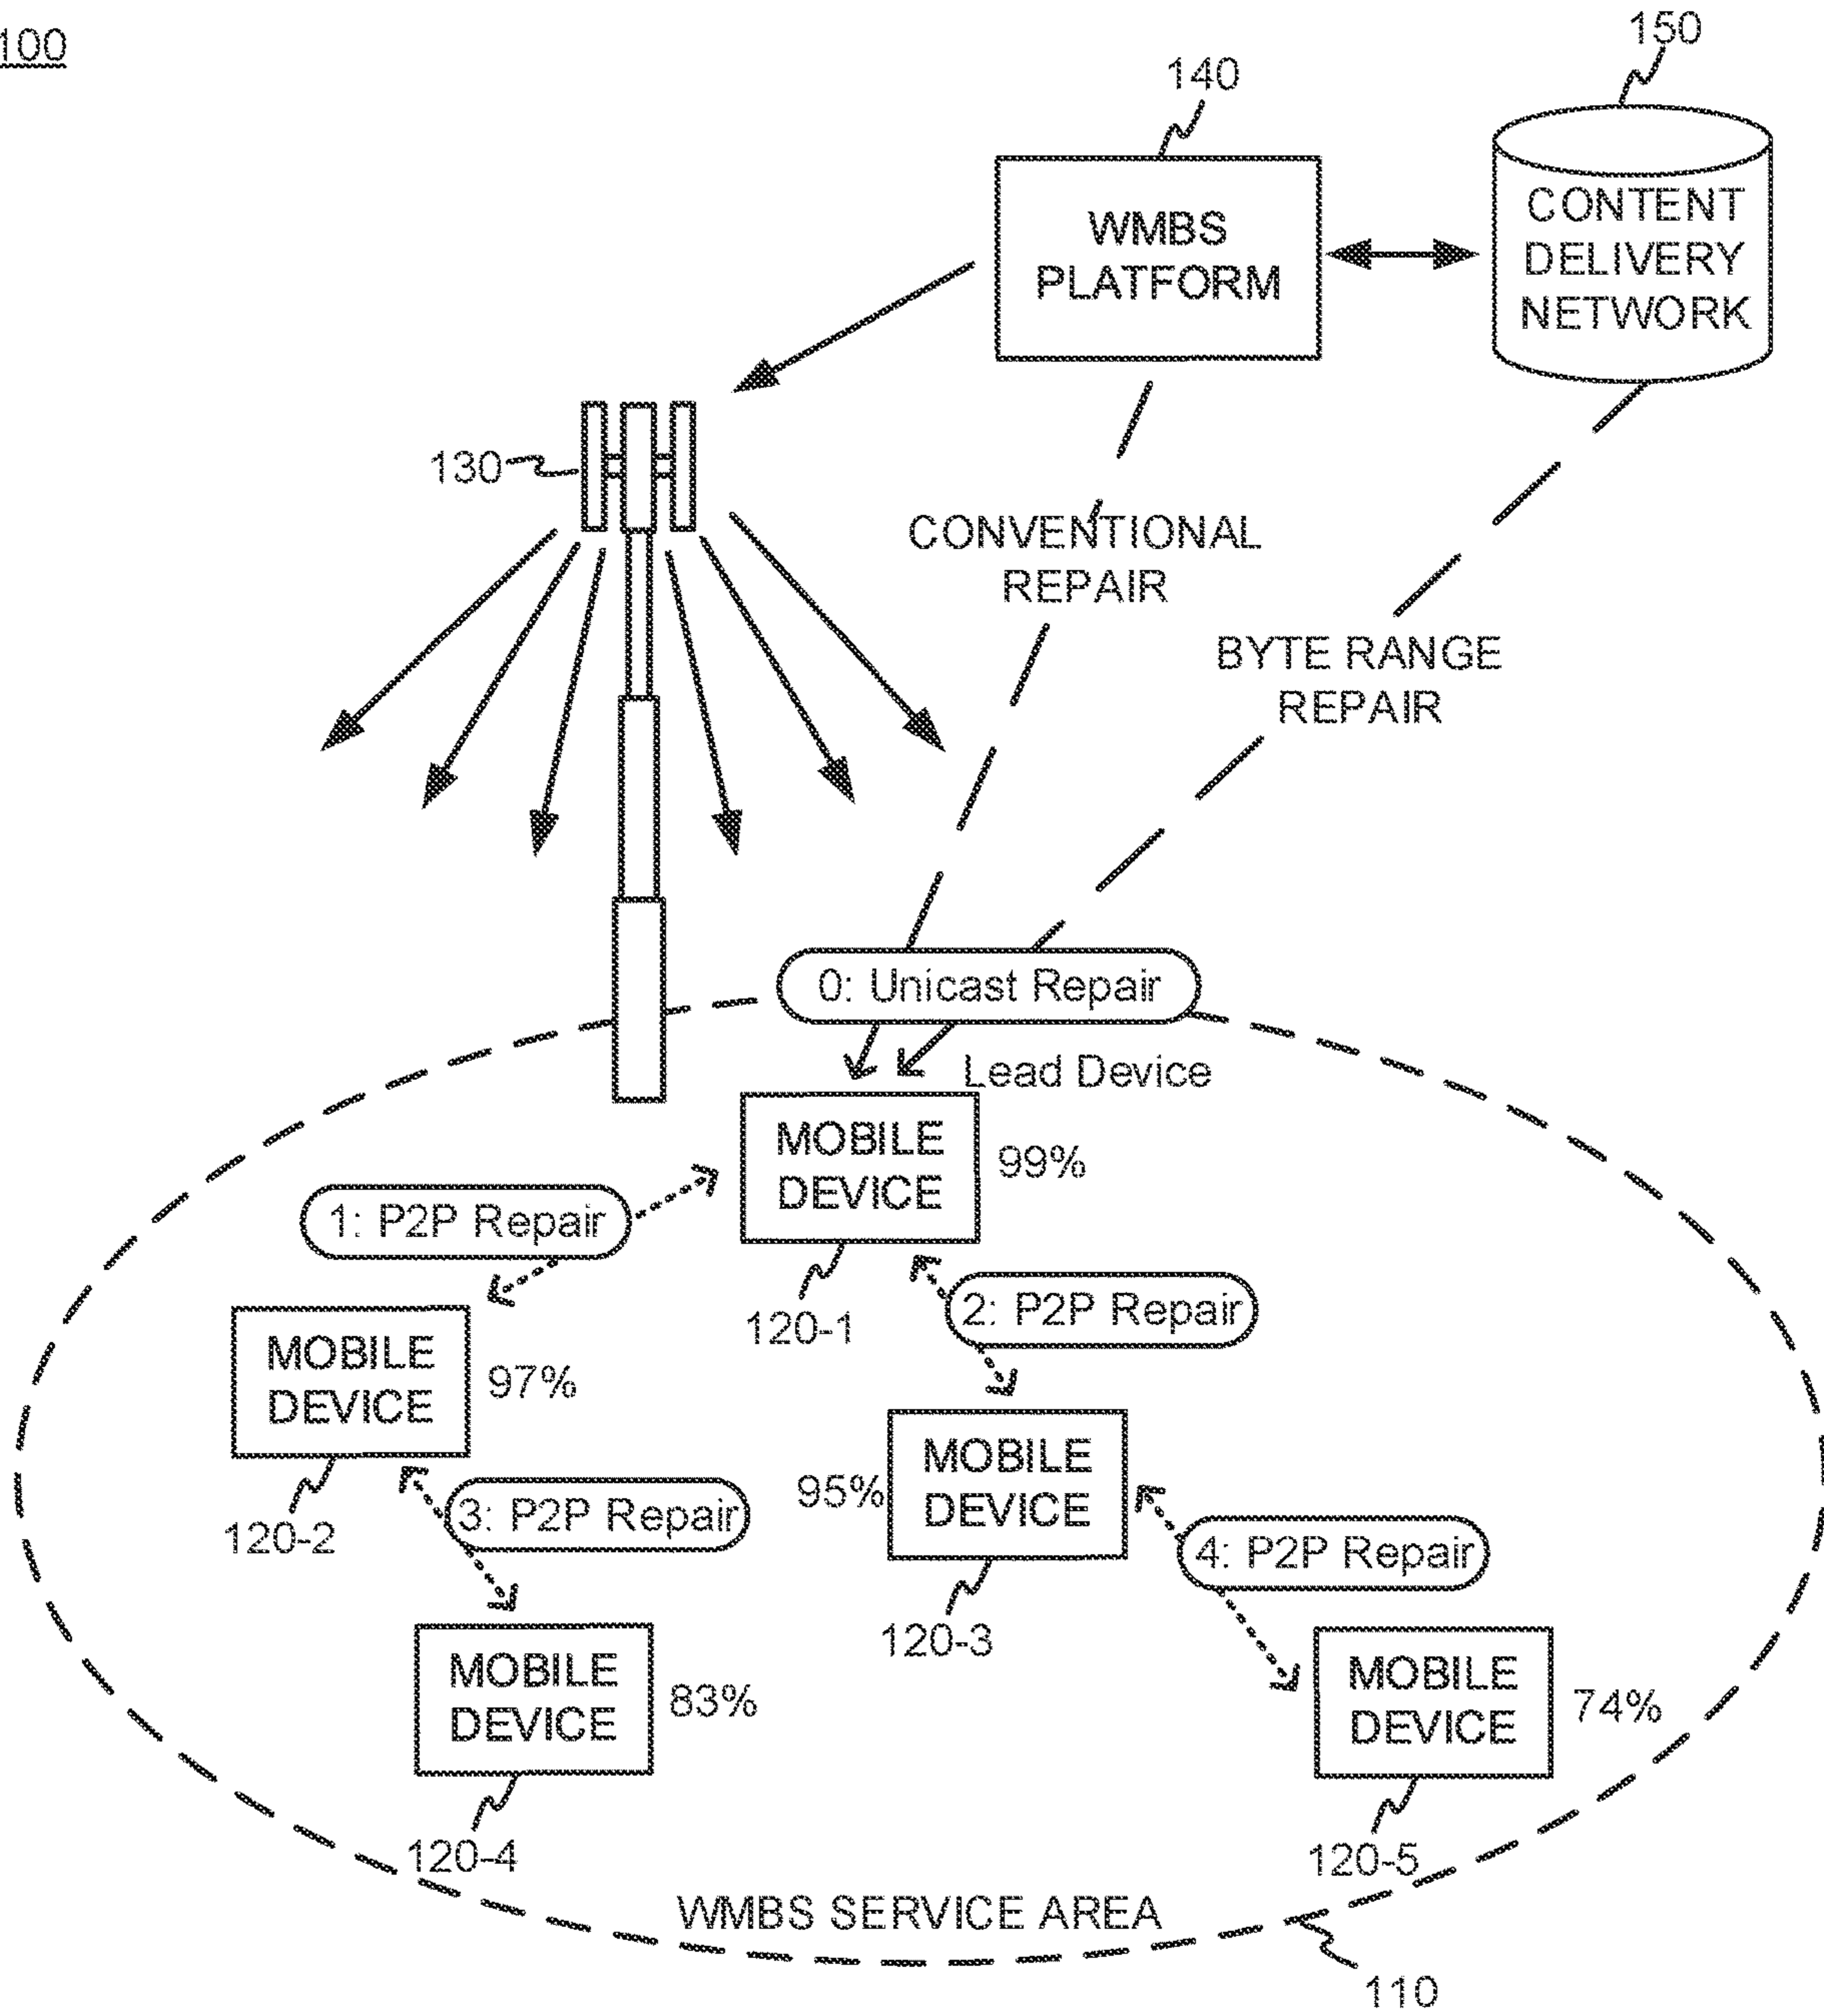 100
150
140
WMBS
PLATFORM
CONTENT
DELIVERY
NETWORK
130
CONVENTIONAL
REPAIR
BYTE RANGE
REPAIR
0: Unicast Repair
Lead Device
MOBILE
DEVICE
99%
1: P2P Repair
120-1
2: P2P Repair
MOBILE
DEVICE
97%
120-2
3: P2P Repair
95%
MOBILE
DEVICE
4: P2P Repair
120-3
MOBILE
DEVICE
83%
MOBILE
DEVICE
74%
120-4
120-5
WMBS SERVICE AREA
110